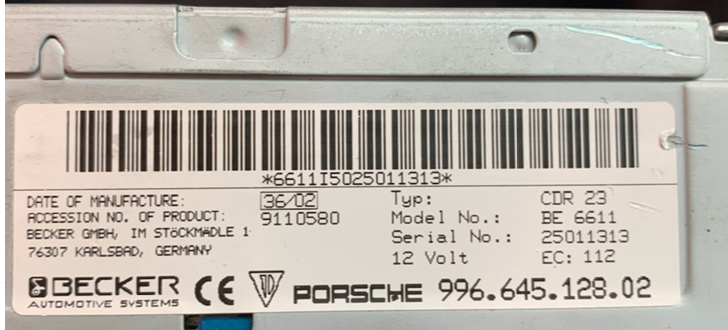 *6611I5025011313*
DATE OF MANUFACTURE: 36/02 Typ: CDR 23
ACCESSION NO. OF PRODUCT: 9110580 Model No.: BE 6611
BECKER GMBH, IM STöCKMÄDLE 1 Serial No.: 25011313
76307 KARLSBAD, GERMANY 12 Volt EC: 112
BECKER CE PORSCHE 996.645.128.02
AUTOMOTIVE SYSTEMS